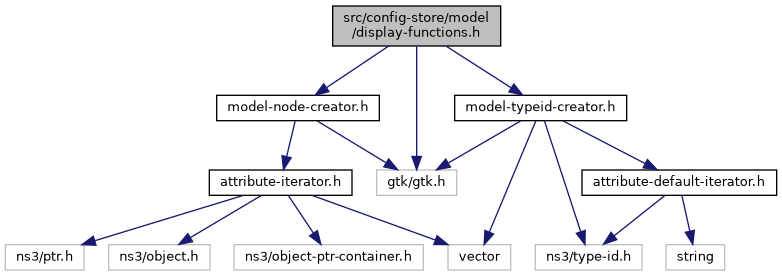 src/config-store/model
/display-functions.h
model-node-creator.h
model-typeid-creator.h
attribute-iterator.h
gtk/gtk.h
attribute-default-iterator.h
ns3/ptr.h
ns3/object.h
ns3/object-ptr-container.h
vector
ns3/type-id.h
string